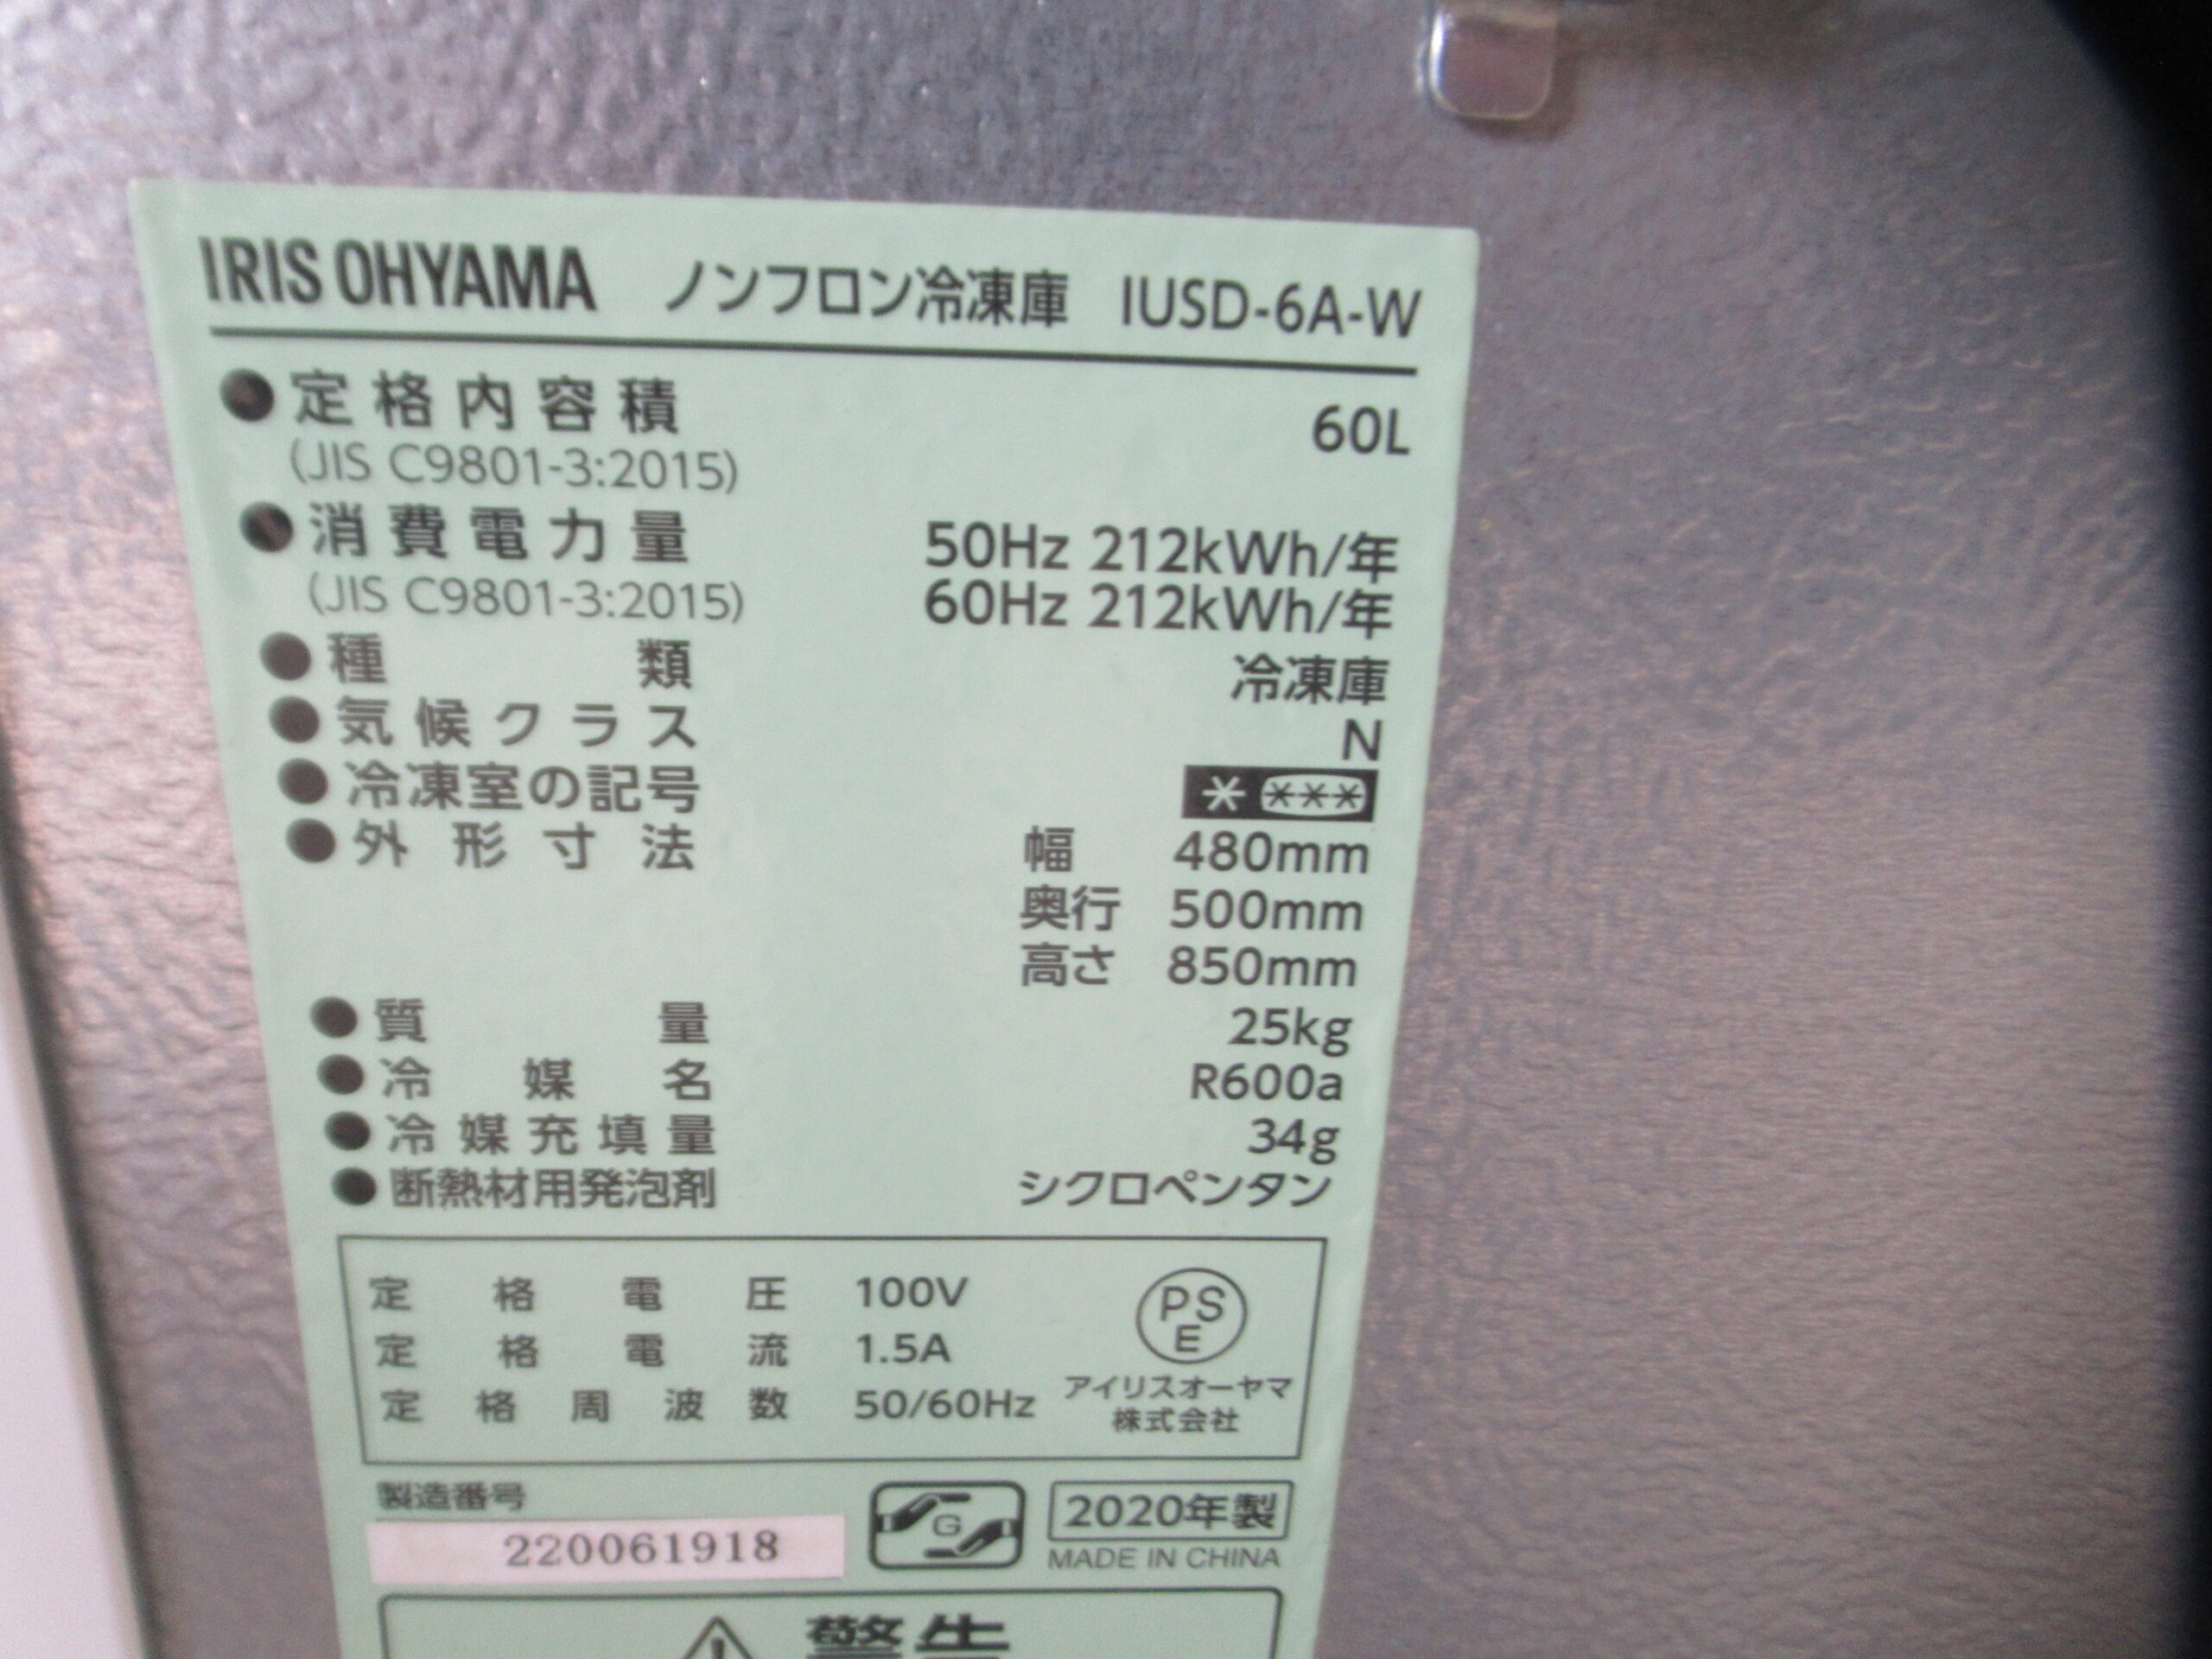 IRIS OHYAMA ノンフロン冷凍庫 IUSD-6A-W
●定格内容積 60L
(JIS C9801-3:2015)
●消費電力量 50Hz 212kWh/年
(JIS C9801-3:2015) 60Hz 212kWh/年
●種類 冷凍庫
●気候クラス N
●冷凍室の記号 * ***
●外形寸法 幅 480mm
奥行 500mm
高さ 850mm
●質量 25kg
●冷媒名 R600a
●冷媒充填量 34g
●断熱材用発泡剤 シクロペンタン
定格電圧 100V
定格電流 1.5A
定格周波数 50/60Hz
PS
E
アイリスオーヤマ
株式会社
製造番号
220061918
G
2020年製
MADE IN CHINA
警告